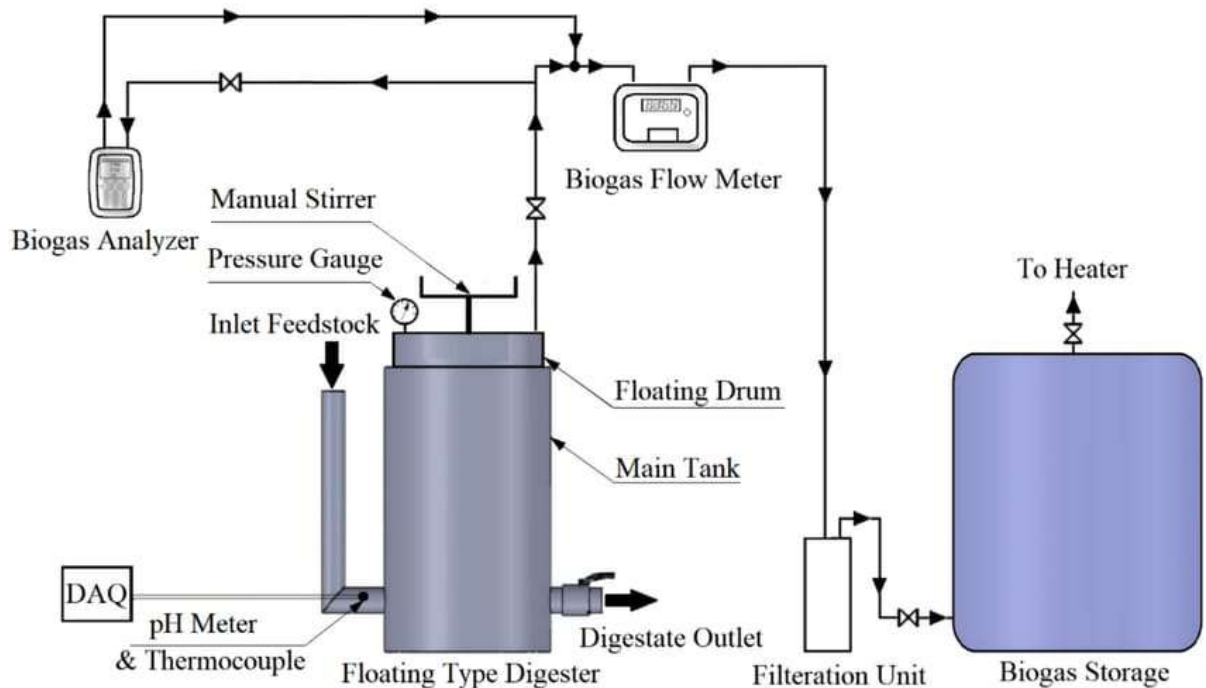 Biogas Flow Meter
Manual Stirrer
Biogas Analyzer
Pressure Gauge
To Heater
Inlet Feedstock
Floating Drum
Main Tank
DAQ
pH Meter
& Thermocouple
Digestate Outlet
Floating Type Digester
Filteration Unit
Biogas Storage